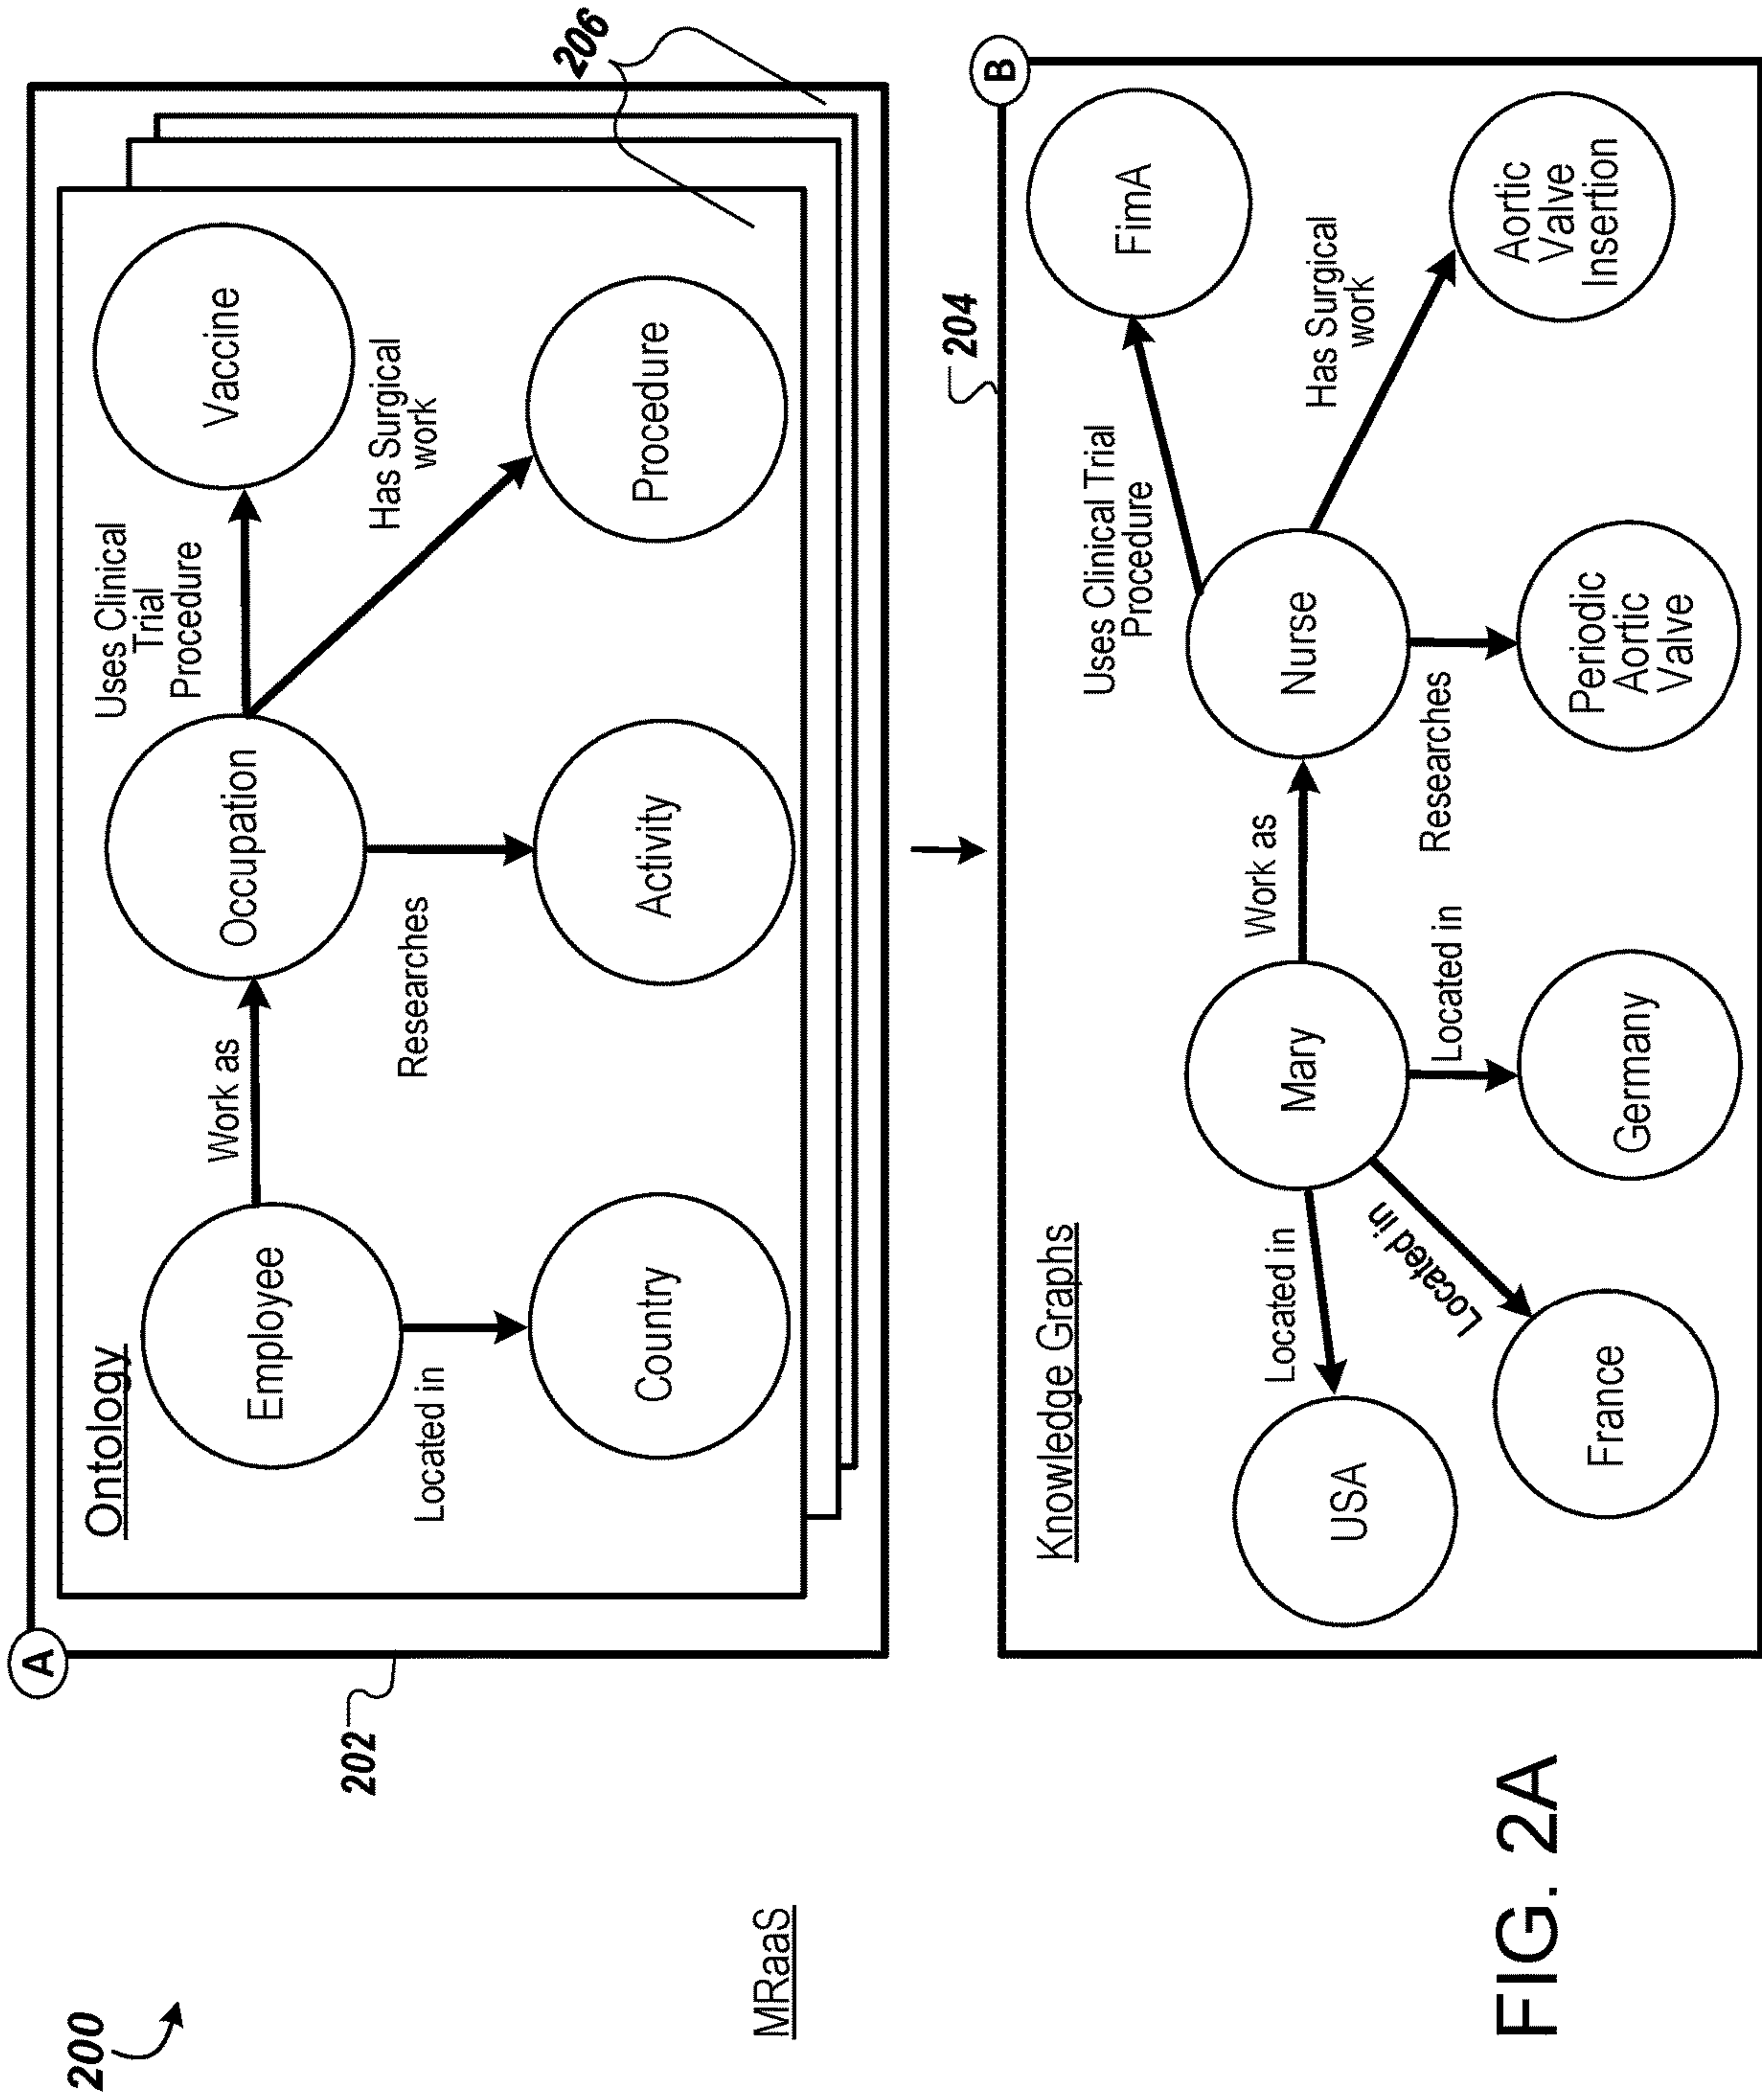 200
A
206
Ontology
Employee
Work as
Occupation
Uses Clinical
Trial
Procedure
Vaccine
Located in
Researches
Has Surgical
work
Country
Activity
Procedure
202
MRaaS
204
B
Knowledge Graphs
USA
Located in
Located in
France
Mary
Located in
Germany
Work as
Nurse
Researches
Periodic
Aortic
Valve
Uses Clinical Trial
Procedure
FimA
Has Surgical
work
Aortic
Valve
Insertion
FIG. 2A